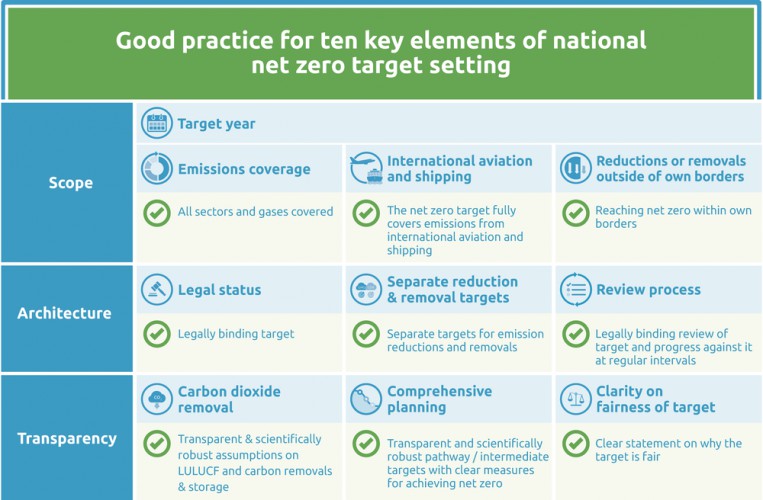 Good practice for ten key elements of national
net zero target setting
Scope
Target year
Emissions coverage
All sectors and gases covered
International aviation
and shipping
The net zero target fully
covers emissions from
international aviation and
shipping
Reductions or removals
outside of own borders
Reaching net zero within own
borders
Architecture
Legal status
Legally binding target
Separate reduction
& removal targets
Separate targets for emission
reductions and removals
Review process
Legally binding review of
target and progress against it
at regular intervals
Transparency
Carbon dioxide
removal
Transparent & scientifically
robust assumptions on
LULUCF and carbon removals
& storage
Comprehensive
planning
Transparent and scientifically
robust pathway / intermediate
targets with clear measures
for achieving net zero
Clarity on
fairness of target
Clear statement on why the
target is fair